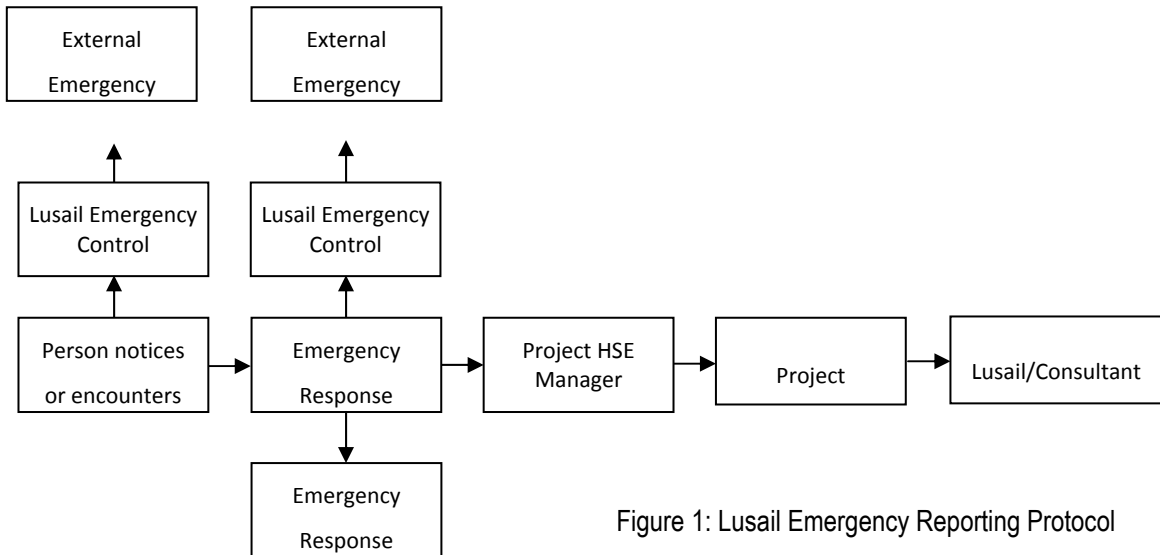 External
Emergency
External
Emergency
Lusail Emergency
Control
Lusail Emergency
Control
Person notices
or encounters
Emergency
Response
Project HSE
Manager
Project
Lusail/Consultant
Emergency
Response
Figure 1: Lusail Emergency Reporting Protocol